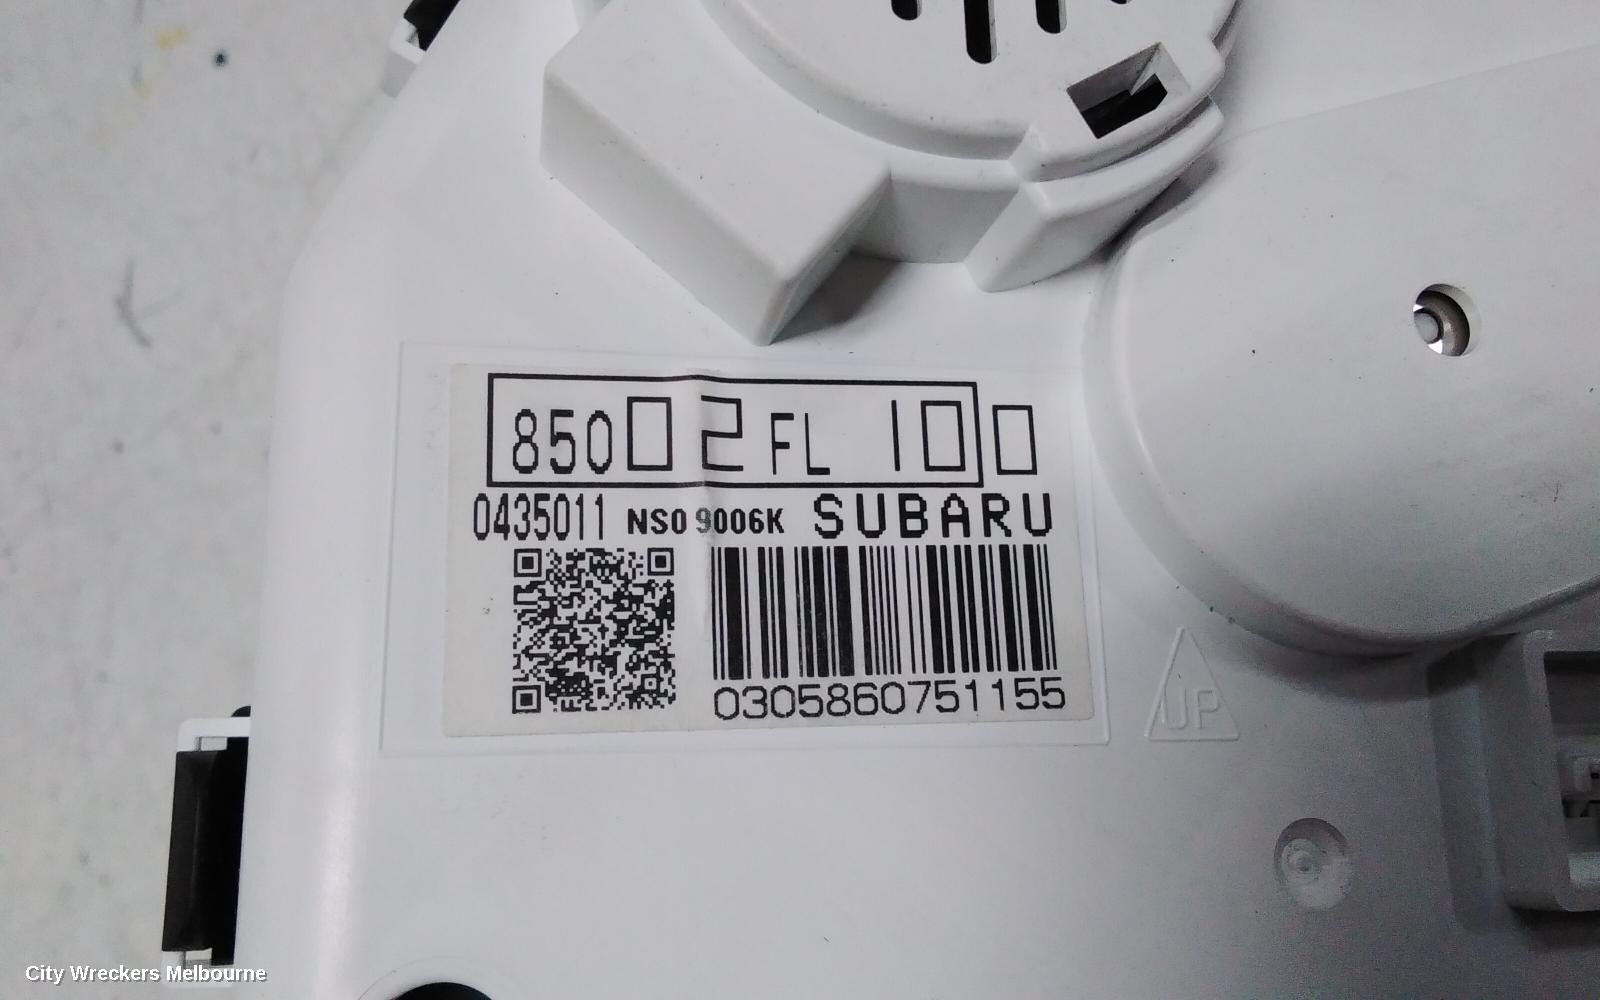 85002FL100
0435011 NS0 9006K SUBARU
0305860751155
UP
City Wreckers Melbourne